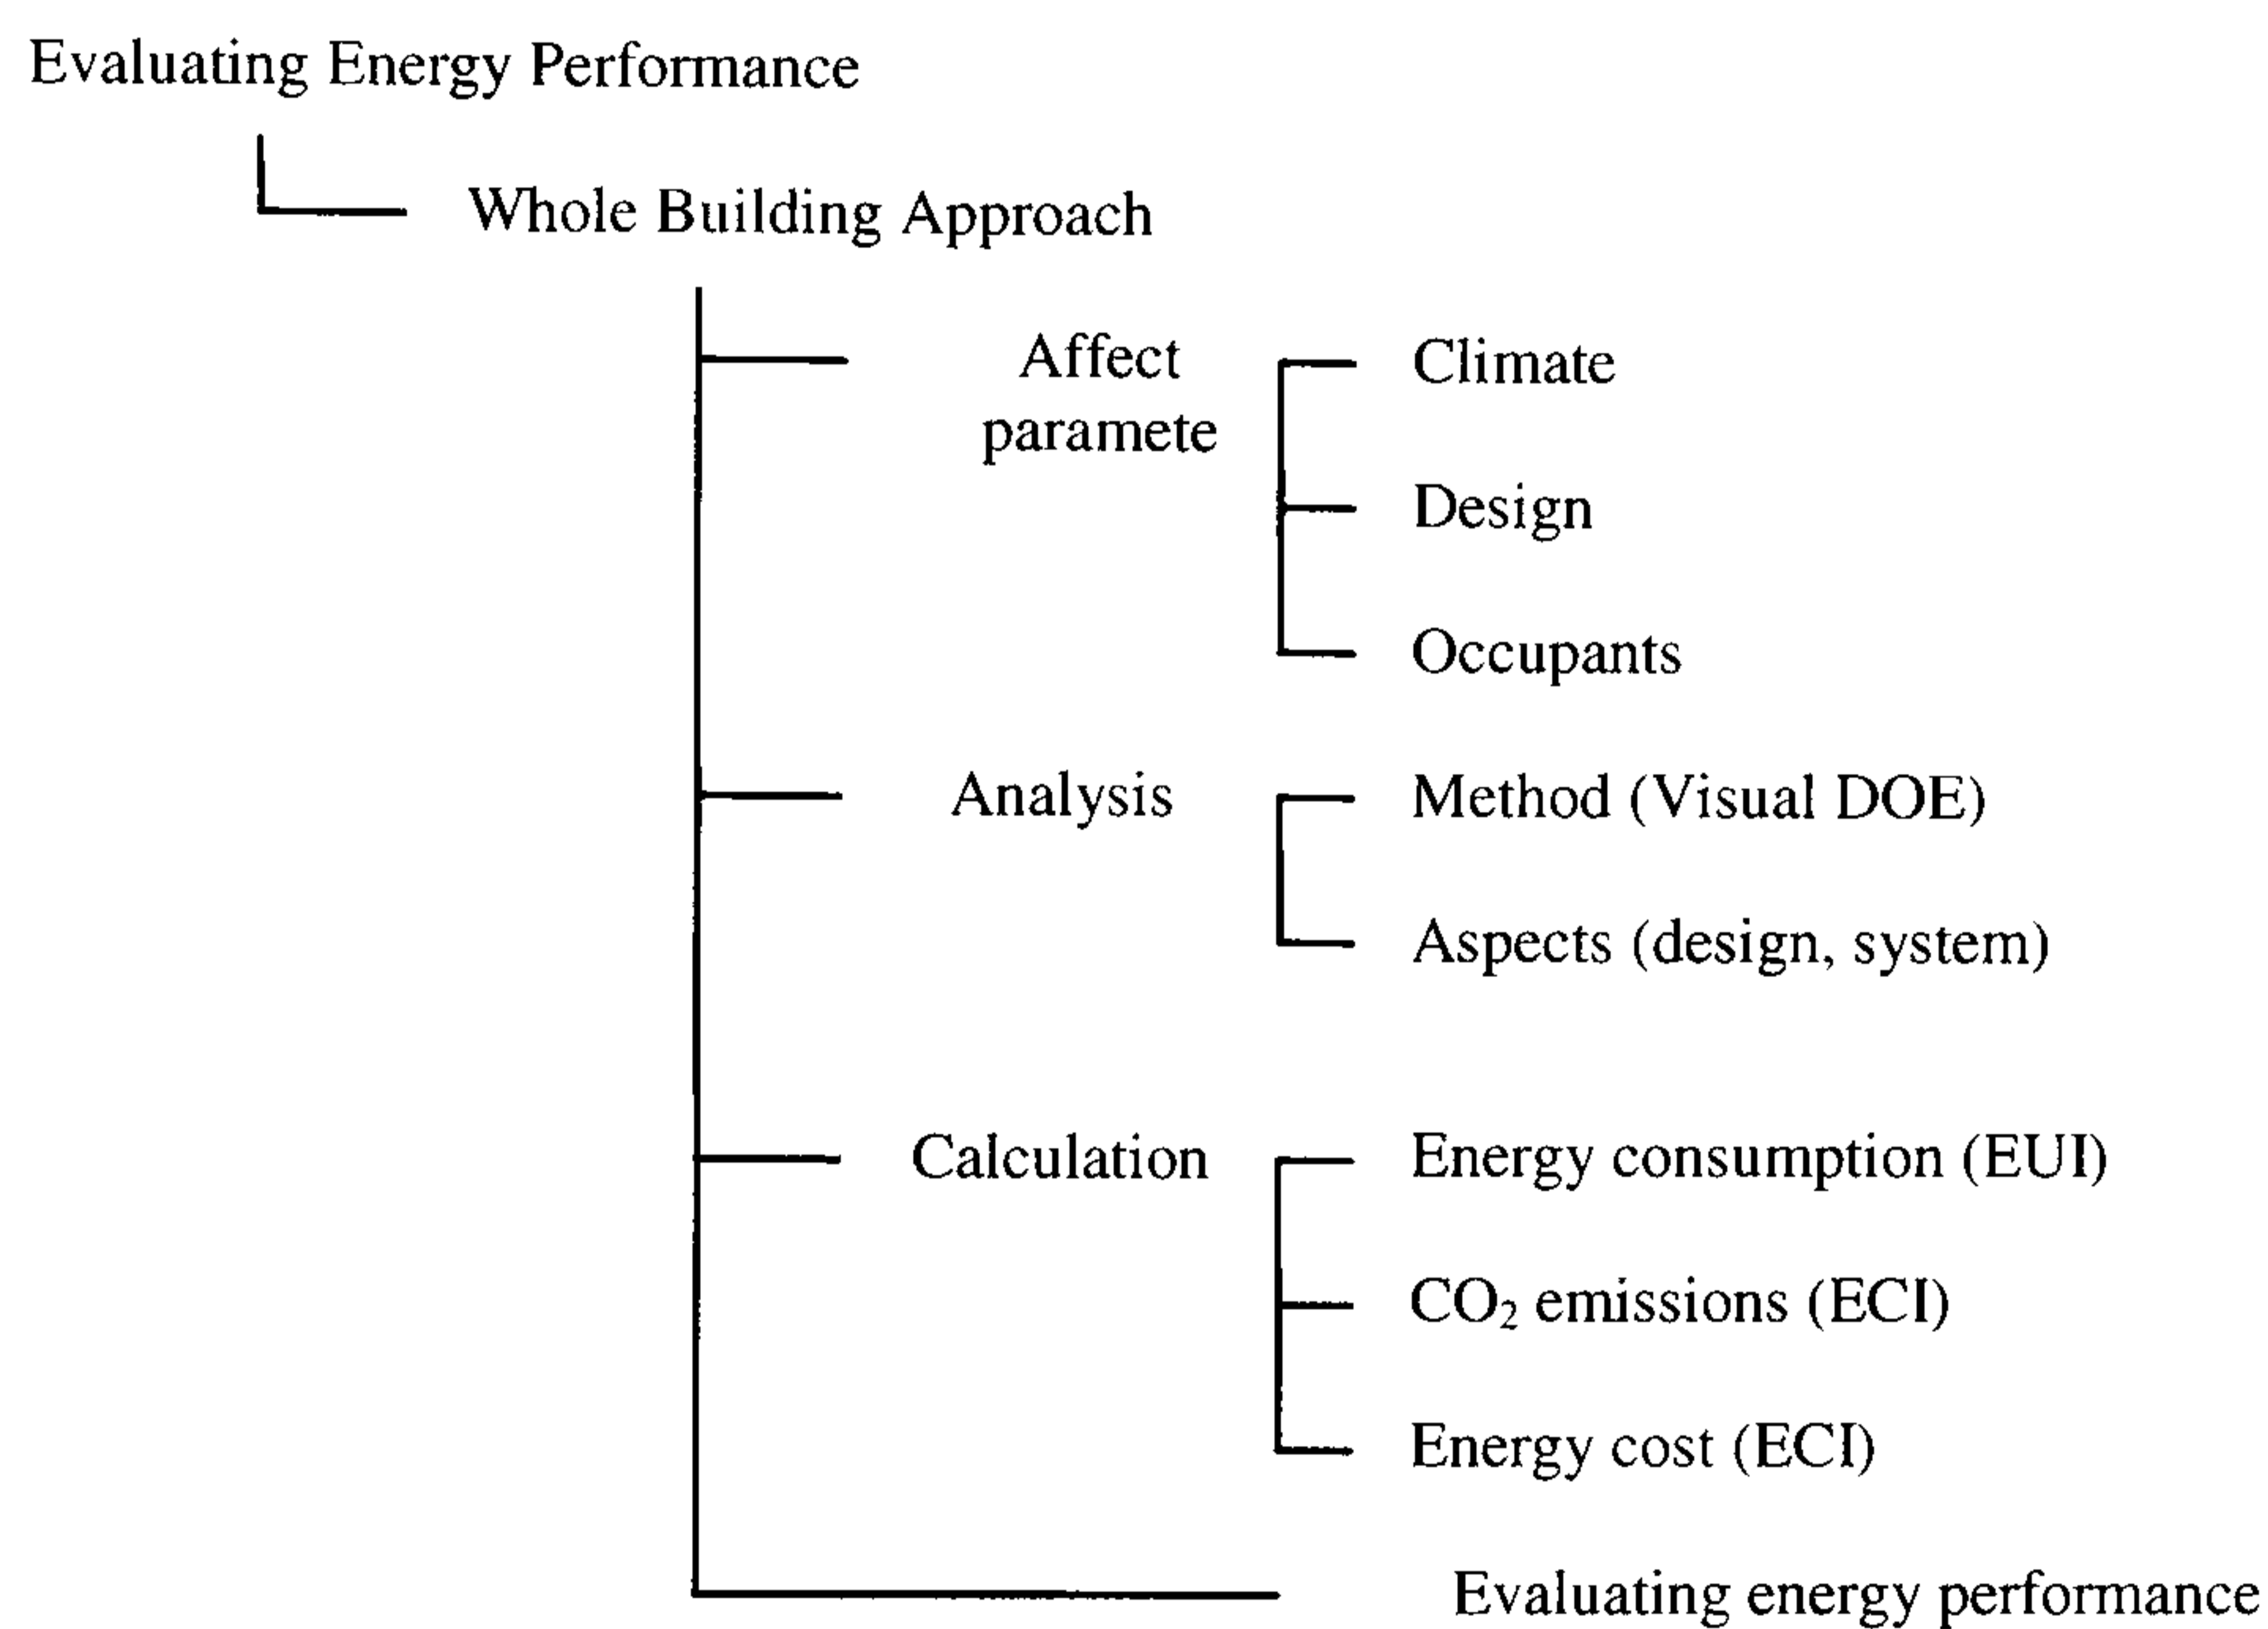 Evaluating Energy Performance
Whole Building Approach
Affect
paramete
Climate
Design
Occupants
Analysis
Method (Visual DOE)
Aspects (design, system)
Calculation
Energy consumption (EUI)
CO₂ emissions (ECI)
Energy cost (ECI)
Evaluating energy performance